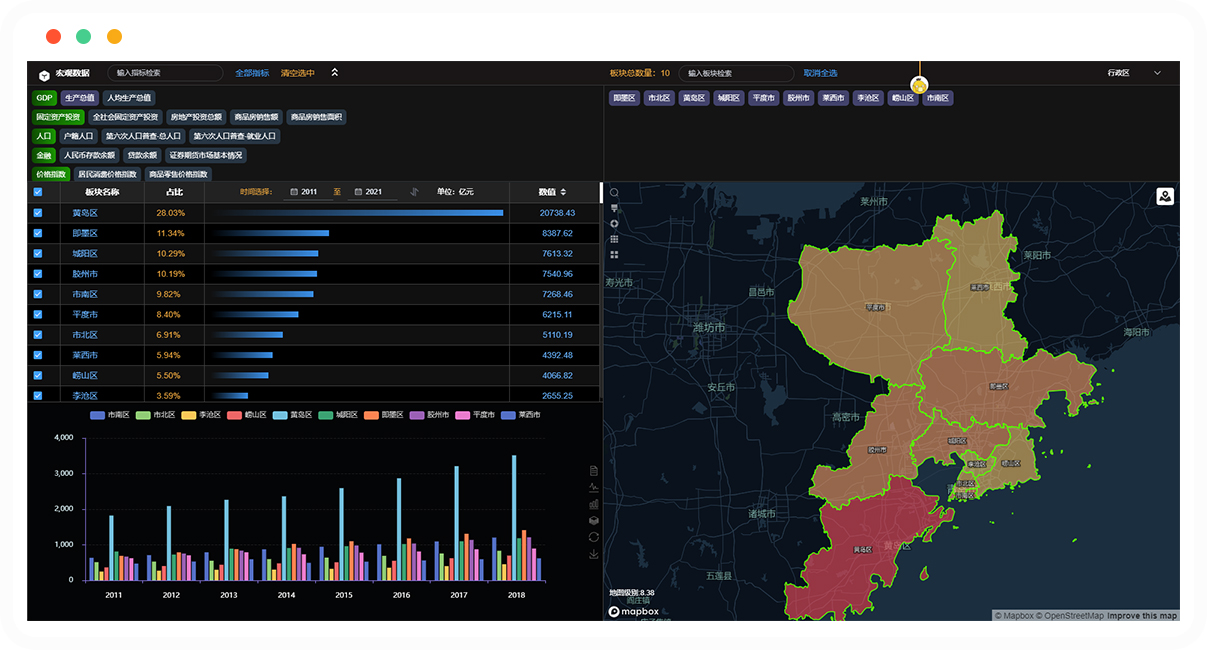 宏观数据 输入指标检索 全部指标 清空选中
GDP 生产总值 人均生产总值
固定资产投资 全社会固定资产投资 房地产投资总额 商品房销售额 商品房销售面积
人口 户籍人口 第六次人口普查-总人口 第六次人口普查-就业人口
金融 人民币存款余额 贷款余额 证券期货市场基本情况
价格指数 居民消费价格指数 商品零售价格指数
板块名称 占比 时间选择: 2011 至 2021 单位: 亿元 数值
黄岛区 28.03% 20738.43
即墨区 11.34% 8387.62
城阳区 10.29% 7613.32
胶州市 10.19% 7540.96
市南区 9.82% 7268.46
平度市 8.40% 6215.11
市北区 6.91% 5110.19
莱西市 5.94% 4392.48
崂山区 5.50% 4066.82
李沧区 3.59% 2655.25
市南区 市北区 李沧区 崂山区 黄岛区 城阳区 即墨区 胶州市 平度市 莱西市
4,000
3,000
2,000
1,000
0
2011 2012 2013 2014 2015 2016 2017 2018
板块总数量: 10 输入板块检索 取消全选 行政区
即墨区 市北区 黄岛区 城阳区 平度市 胶州市 莱西市 李沧区 崂山区 市南区
莱州市
莱阳市
寿光市
昌邑市
莱西市
平度市
海阳市
潍坊市
安丘市
即墨区
高密市
城阳区
胶州市
李沧区 崂山区
市北区
市南区
诸城市
黄岛区
黄岛区
五莲县
地图级别:8.38
mapbox
© Mapbox © OpenStreetMap Improve this map